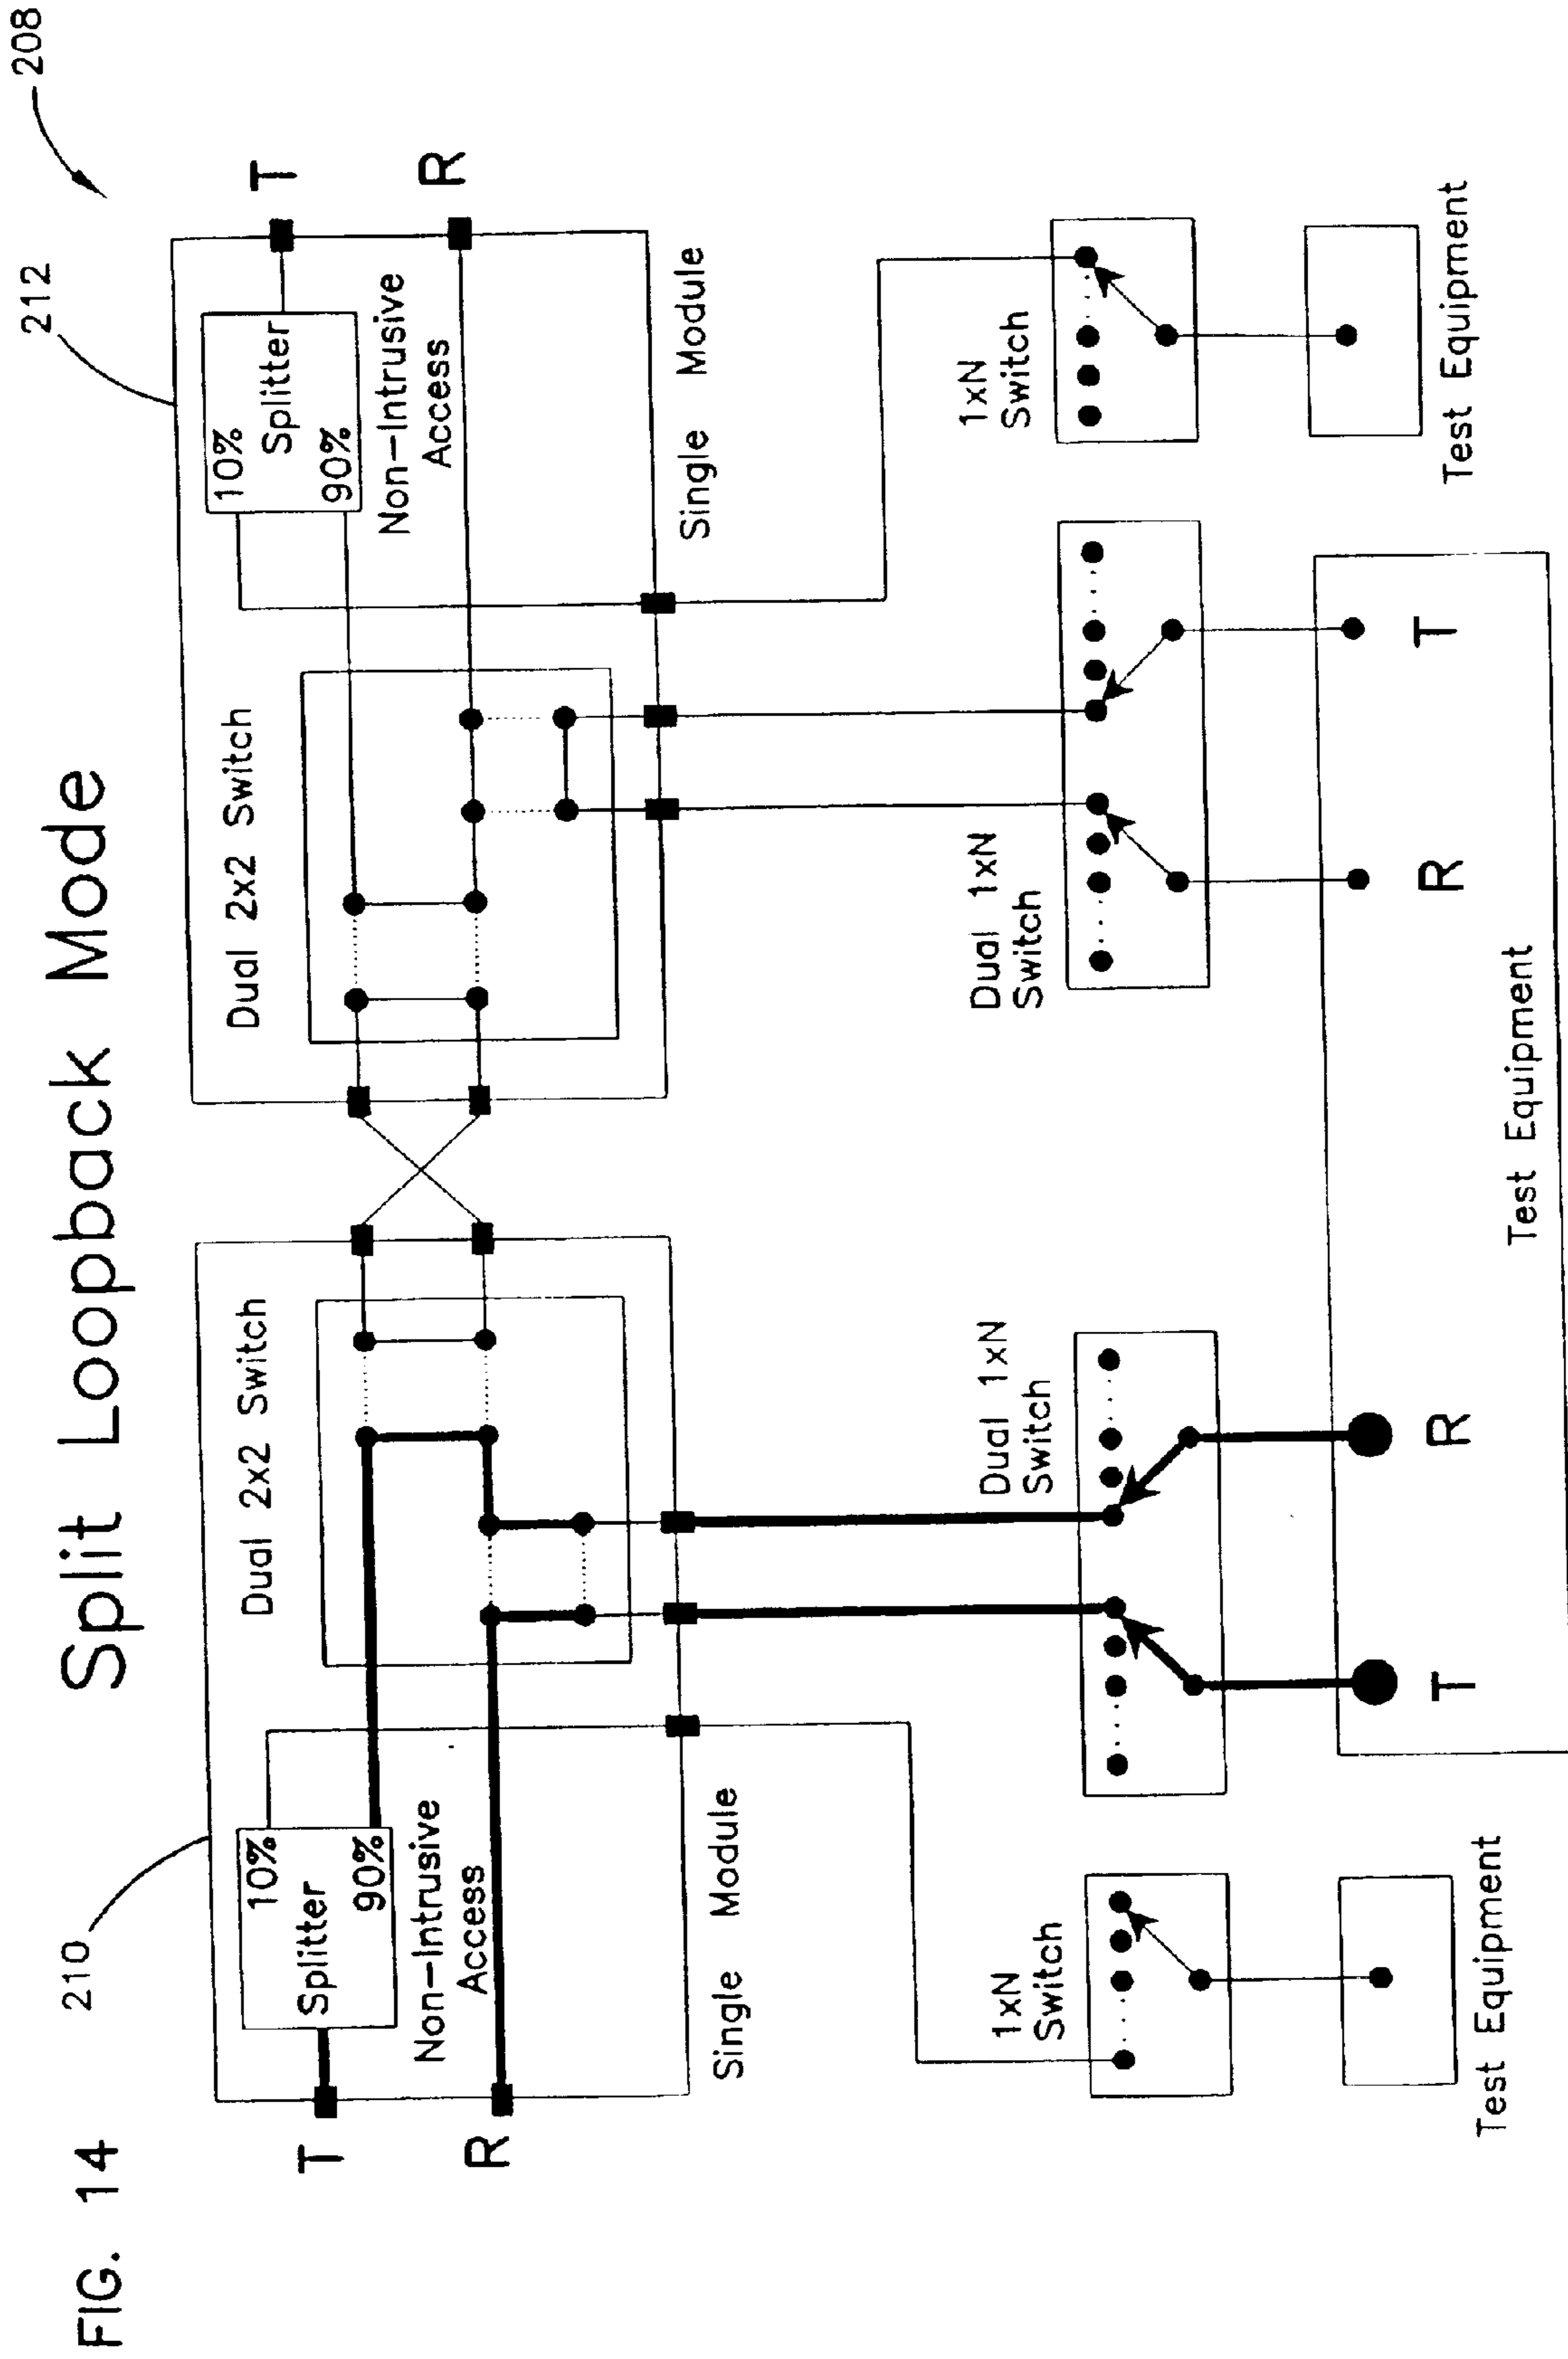 FIG. 14
Split Loopback Mode
208
210
212
T
R
10%
Splitter
90%
Non-Intrusive
Access
Dual 2x2 Switch
Single Module
Dual 2x2 Switch
10%
Splitter
90%
Non-Intrusive
Access
Single Module
T
R
1xN
Switch
Dual 1xN
Switch
Dual 1xN
Switch
1xN
Switch
Test Equipment
T
R
R
T
Test Equipment
Test Equipment